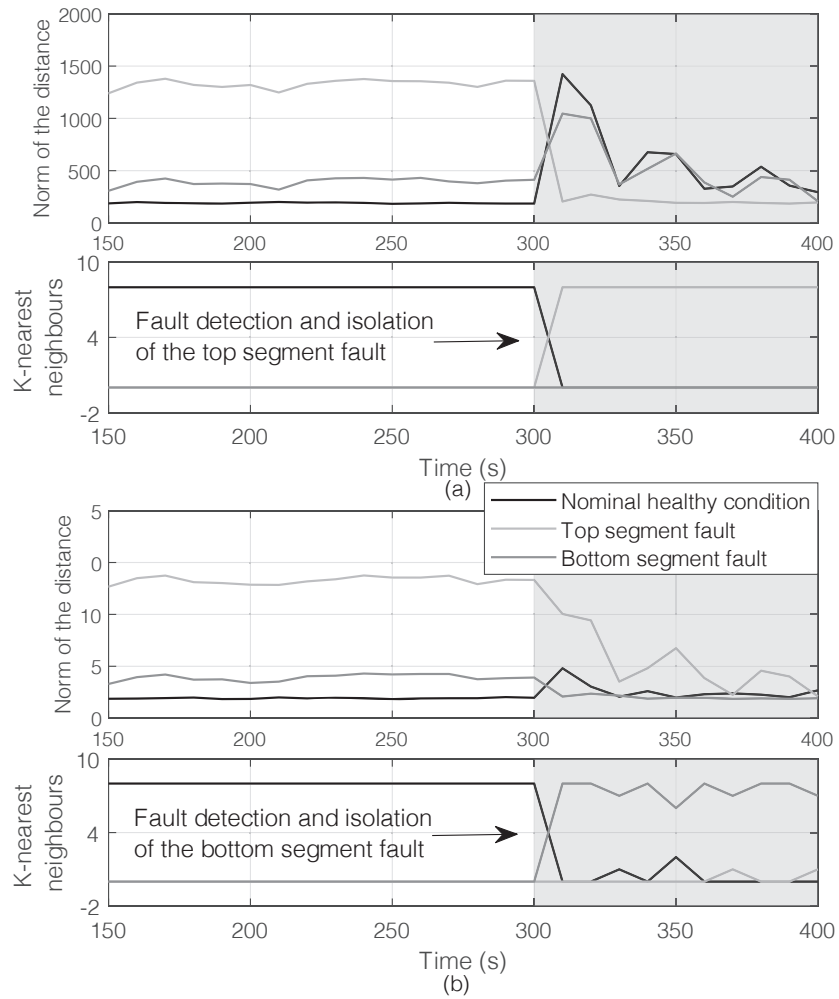 2000
1500
1000
500
0
Norm of the distance
150 200 250 300 350 400
10
4
-2
K-nearest
neighbours
Fault detection and isolation
of the top segment fault
150 200 250 300 350 400
Time (s)
(a)
Nominal healthy condition
Top segment fault
Bottom segment fault
5
0
10
5
0
Norm of the distance
150 200 250 300 350 400
10
4
-2
K-nearest
neighbours
Fault detection and isolation
of the bottom segment fault
150 200 250 300 350 400
Time (s)
(b)